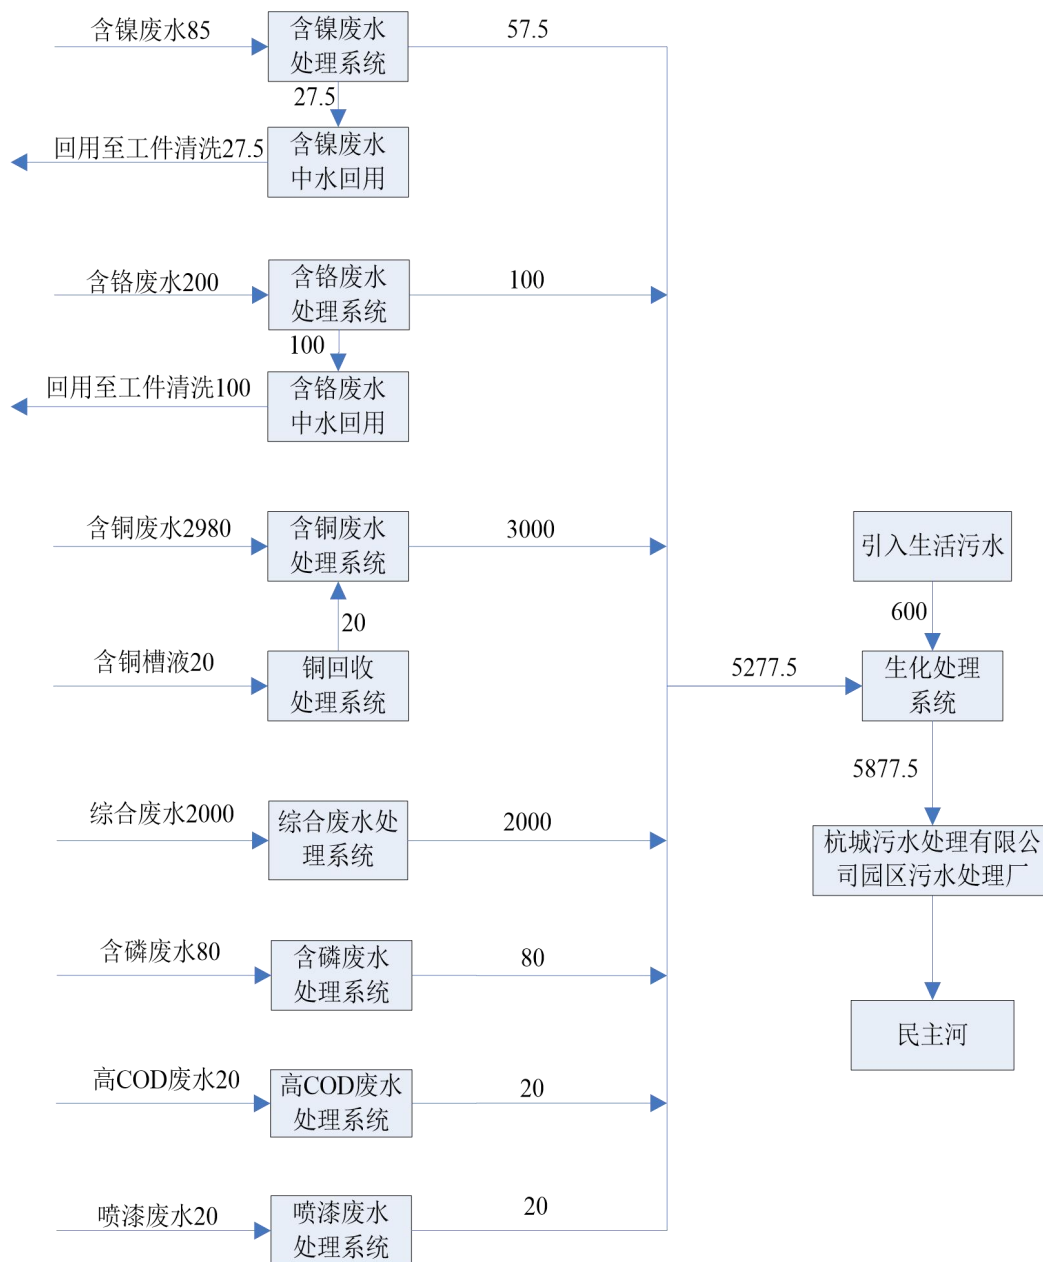 含镍废水85
含镍废水
处理系统
57.5
27.5
回用至工件清洗27.5
含镍废水
中水回用
含铬废水200
含铬废水
处理系统
100
100
回用至工件清洗100
含铬废水
中水回用
含铜废水2980
含铜废水
处理系统
3000
引入生活污水
20
600
含铜槽液20
铜回收
处理系统
5277.5
生化处理
系统
5877.5
综合废水2000
综合废水处
理系统
2000
杭城污水处理有限公
司园区污水处理厂
含磷废水80
含磷废水
处理系统
80
民主河
高COD废水20
高COD废水
处理系统
20
喷漆废水20
喷漆废水
处理系统
20